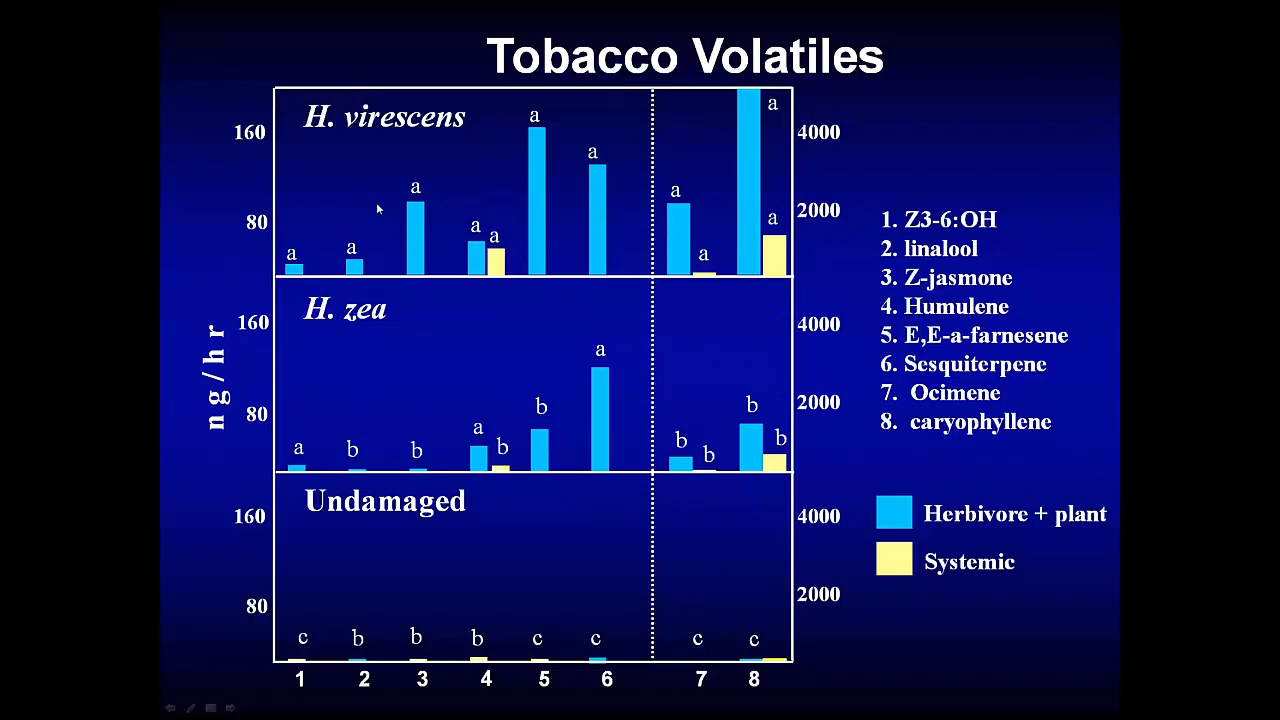 Tobacco Volatiles
H. virescens
160
80
4000
2000
a a a a a a a a a a a
H. zea
160
80
4000
2000
a b b a b b a b b b b
Undamaged
160
80
4000
2000
c b b b c c c c
ng/hr
1 2 3 4 5 6 7 8
1. Z3-6:OH
2. linalool
3. Z-jasmone
4. Humulene
5. E,E-a-farnesene
6. Sesquiterpene
7. Ocimene
8. caryophyllene
Herbivore + plant
Systemic